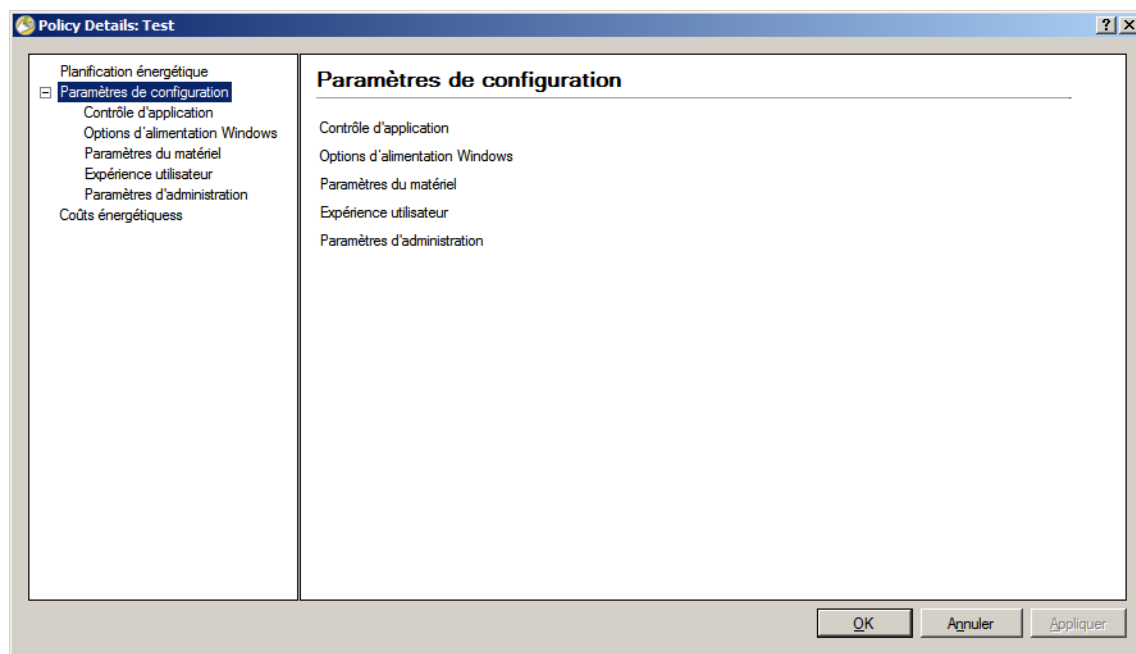 Policy Details: Test
Planification énergétique
Paramètres de configuration
Contrôle d'application
Options d'alimentation Windows
Paramètres du matériel
Expérience utilisateur
Paramètres d'administration
Coûts énergétiquess
Paramètres de configuration
Contrôle d'application
Options d'alimentation Windows
Paramètres du matériel
Expérience utilisateur
Paramètres d'administration
OK Annuler Appliquer